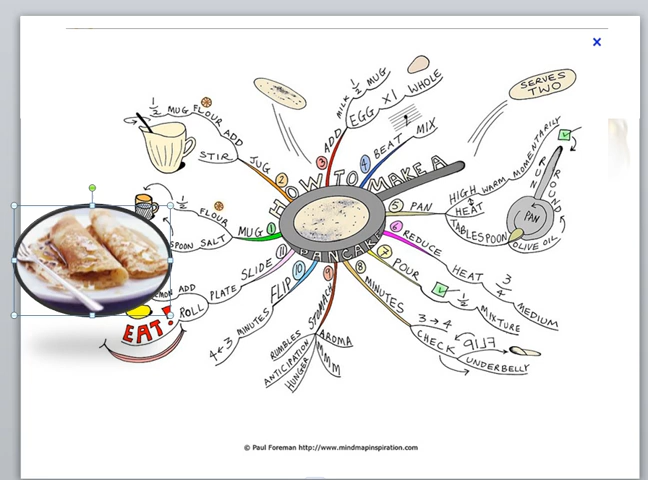 HOW TO MAKE A
PANCAKE
SERVES
TWO
1
MUG
1/2 FLOUR
SPOON SALT
2
JUG
1/2 MUG FLOUR ADD
STIR
3
ADD
MILK 1/2 MUG
EGG X1 WHOLE
4
BEAT MIX
5
PAN
HIGH WARM MOMENTARILY
HEAT
TABLESPOON OLIVE OIL
RUN ROUND
PAN
6
REDUCE HEAT 3/4 MEDIUM
7
POUR 1/2 MIXTURE
8
MINUTES 3→4
CHECK FLIP
UNDERBELLY
9
STOMACH
RUMBLES
ANTICIPATION
HUNGER
AROMA
MMM
10
FLIP
MINUTES 3→4
11
SLIDE PLATE
EMON ADD
ROLL
EAT!
© Paul Foreman http://www.mindmapinspiration.com